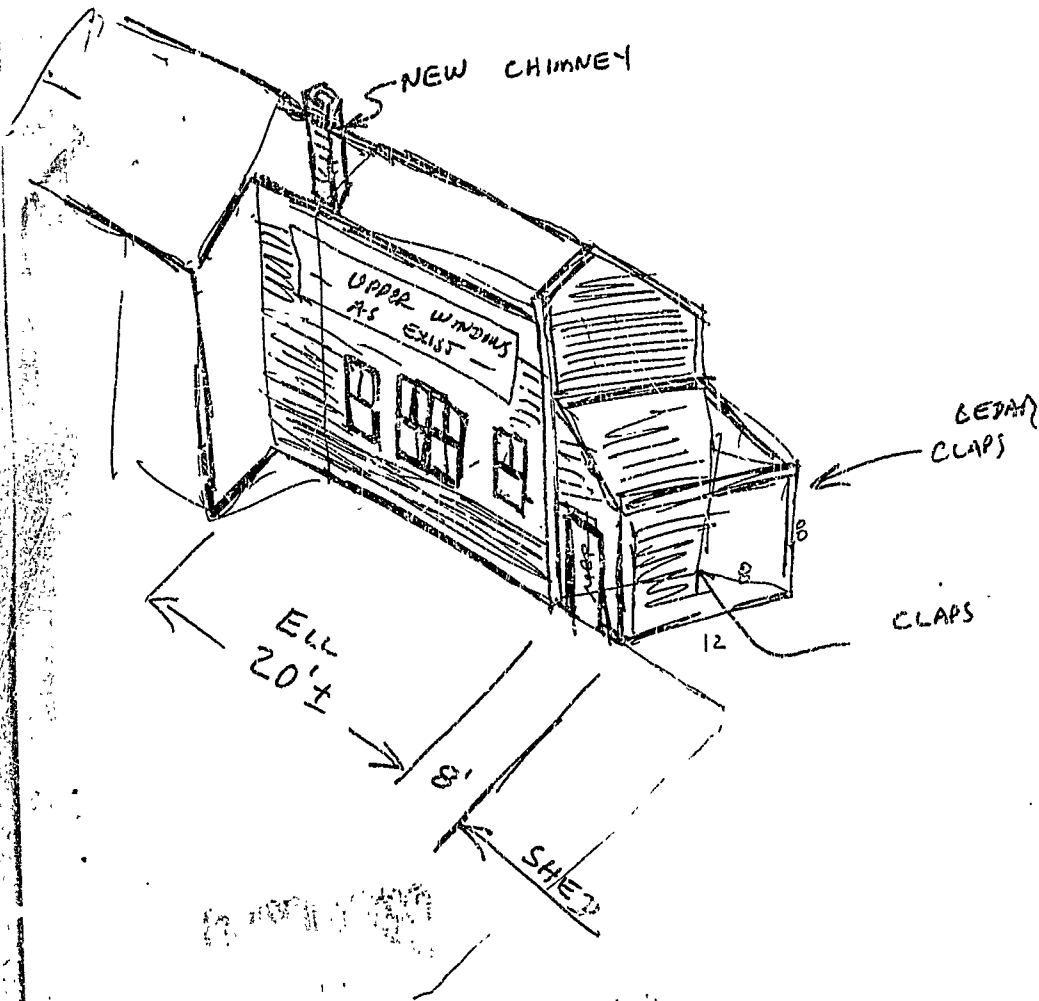 NEW CHIMNEY
UPPER WINDOWS
AS EXIST
CEDAR
CLAPS
8
8
12
CLAPS
ELL
20'±
8'
SHED